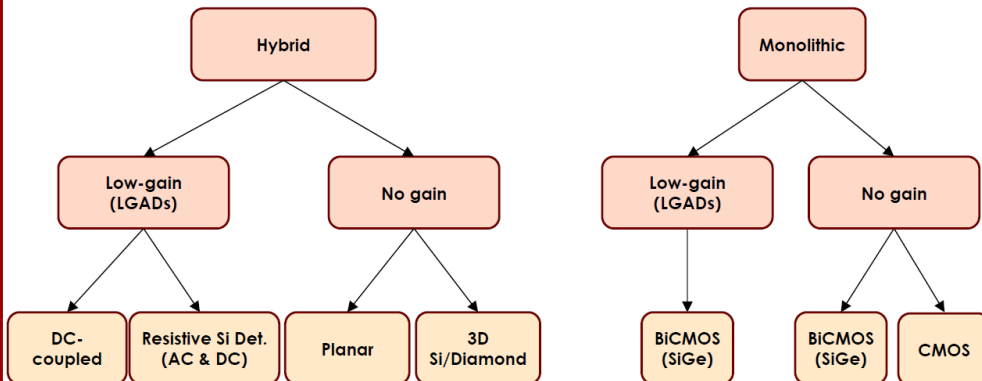 Hybrid
Monolithic
Low-gain
(LGADs)
No gain
Low-gain
(LGADs)
No gain
DC-
coupled
Resistive Si Det.
(AC & DC)
Planar
3D
Si/Diamond
BiCMOS
(SiGe)
BiCMOS
(SiGe)
CMOS